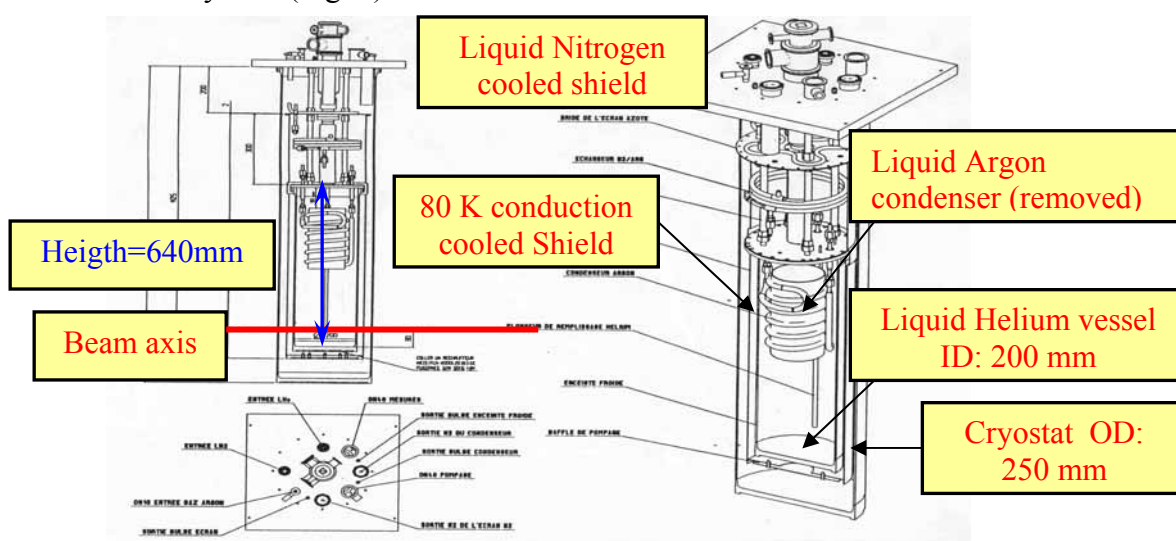 Liquid Nitrogen
cooled shield
BRIDE DE L'ECRAN AZOTE
ECHANGEUR N2/ARG
Liquid Argon
condenser (removed)
80 K conduction
cooled Shield
Heigth=640mm
CONDENSEUR ARGON
Liquid Helium vessel
ID: 200 mm
PLONGEUR DE REMPLISSAGE HELIUM
Beam axis
ENCEINTE FROIDE
BAFFLE DE POMPAGE
Cryostat OD:
250 mm
ENTREE LHe
DN40 MESURES
SORTIE BULBE ENCEINTE FROIDE
SORTIE N2 DU CONDENSEUR
ENTREE LN2
SORTIE BULBE CONDENSEUR
DN40 POMPAGE
DN10 ENTREE GAZ ARGON
SORTIE BULBE ECRAN
SORTIE N2 DE L'ECRAN N2